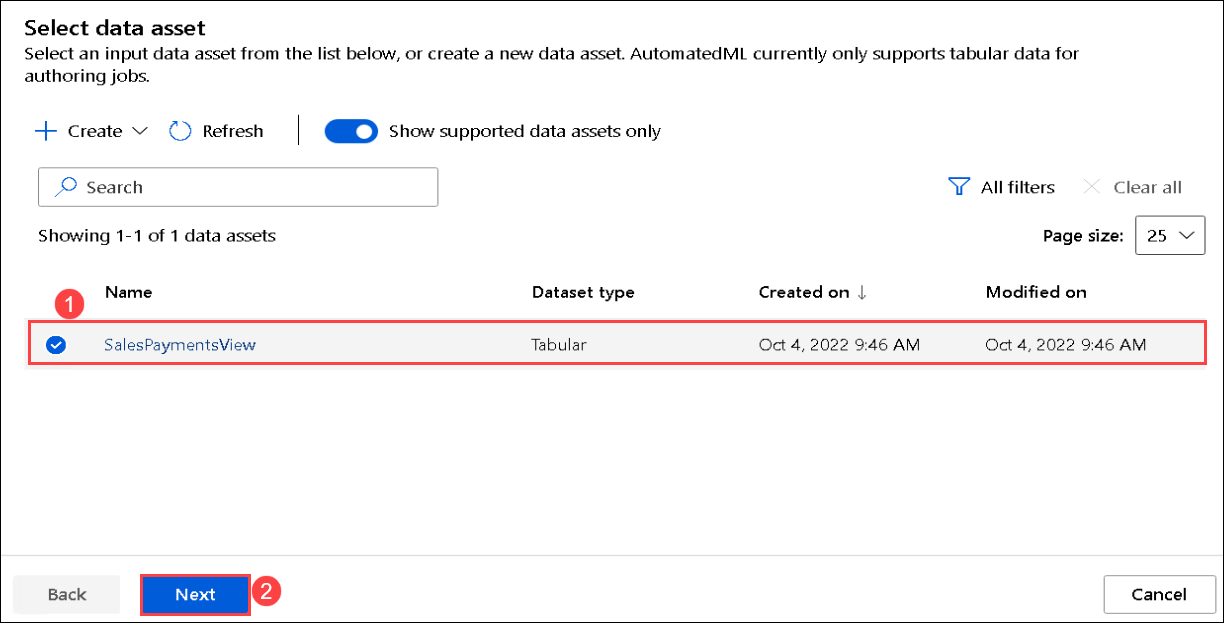 Select data asset
Select an input data asset from the list below, or create a new data asset. AutomatedML currently only supports tabular data for
authoring jobs.
Create Refresh Show supported data assets only
Search All filters Clear all
Showing 1-1 of 1 data assets Page size: 25
Name Dataset type Created on ↓ Modified on
1
SalesPaymentsView Tabular Oct 4, 2022 9:46 AM Oct 4, 2022 9:46 AM
Back Next 2 Cancel